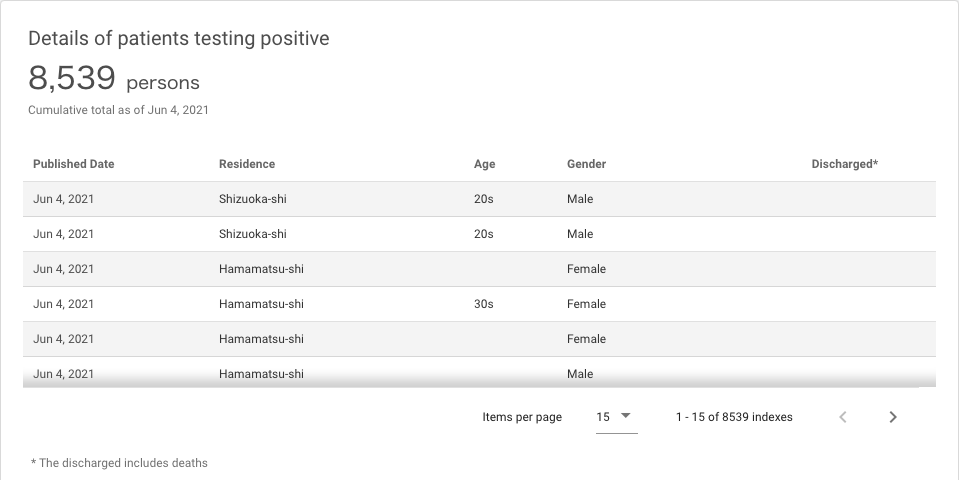 Details of patients testing positive
8,539 persons
Cumulative total as of Jun 4, 2021
Published Date Residence Age Gender Discharged*
Jun 4, 2021 Shizuoka-shi 20s Male
Jun 4, 2021 Shizuoka-shi 20s Male
Jun 4, 2021 Hamamatsu-shi Female
Jun 4, 2021 Hamamatsu-shi 30s Female
Jun 4, 2021 Hamamatsu-shi Female
Jun 4, 2021 Hamamatsu-shi Male
Items per page 15 1 - 15 of 8539 indexes
* The discharged includes deaths